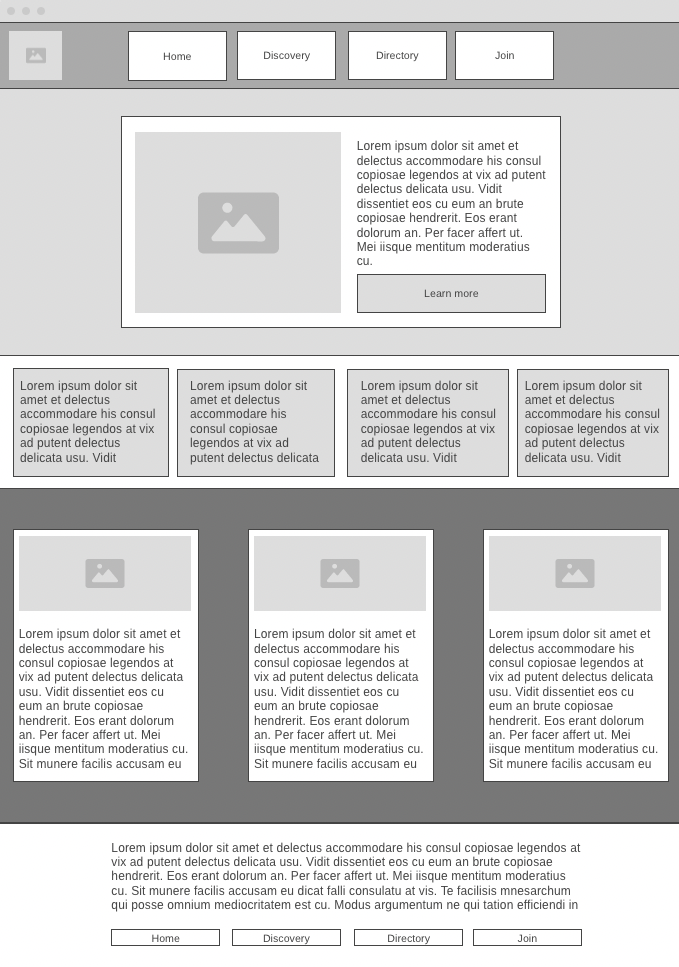 Home
Discovery
Directory
Join
Lorem ipsum dolor sit amet et
delectus accommodare his consul
copiosae legendos at vix ad putent
delectus delicata usu. Vidit
dissentiet eos cu eum an brute
copiosae hendrerit. Eos erant
dolorum an. Per facer affert ut.
Mei iisque mentitum moderatius
cu.
Learn more
Lorem ipsum dolor sit
amet et delectus
accommodare his consul
copiosae legendos at vix
ad putent delectus
delicata usu. Vidit
Lorem ipsum dolor sit
amet et delectus
accommodare his
consul copiosae
legendos at vix ad
putent delectus delicata
Lorem ipsum dolor sit
amet et delectus
accommodare his consul
copiosae legendos at vix
ad putent delectus
delicata usu. Vidit
Lorem ipsum dolor sit
amet et delectus
accommodare his consul
copiosae legendos at vix
ad putent delectus
delicata usu. Vidit
Lorem ipsum dolor sit amet et
delectus accommodare his
consul copiosae legendos at
vix ad putent delectus delicata
usu. Vidit dissentiet eos cu
eum an brute copiosae
hendrerit. Eos erant dolorum
an. Per facer affert ut. Mei
iisque mentitum moderatius cu.
Sit munere facilis accusam eu
Lorem ipsum dolor sit amet et
delectus accommodare his
consul copiosae legendos at
vix ad putent delectus delicata
usu. Vidit dissentiet eos cu
eum an brute copiosae
hendrerit. Eos erant dolorum
an. Per facer affert ut. Mei
iisque mentitum moderatius cu.
Sit munere facilis accusam eu
Lorem ipsum dolor sit amet et
delectus accommodare his
consul copiosae legendos at
vix ad putent delectus delicata
usu. Vidit dissentiet eos cu
eum an brute copiosae
hendrerit. Eos erant dolorum
an. Per facer affert ut. Mei
iisque mentitum moderatius cu.
Sit munere facilis accusam eu
Lorem ipsum dolor sit amet et delectus accommodare his consul copiosae legendos at
vix ad putent delectus delicata usu. Vidit dissentiet eos cu eum an brute copiosae
hendrerit. Eos erant dolorum an. Per facer affert ut. Mei iisque mentitum moderatius
cu. Sit munere facilis accusam eu dicat falli consulatu at vis. Te facilisis mnesarchum
qui posse omnium mediocritatem est cu. Modus argumentum ne qui tation efficiendi in
Home
Discovery
Directory
Join